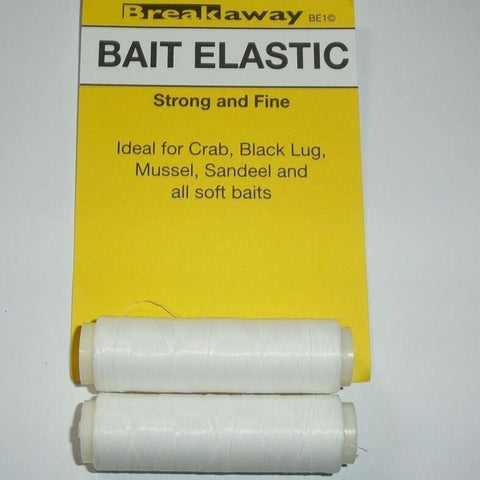 Breakaway BE1©
BAIT ELASTIC
Strong and Fine
Ideal for Crab, Black Lug,
Mussel, Sandeel and
all soft baits